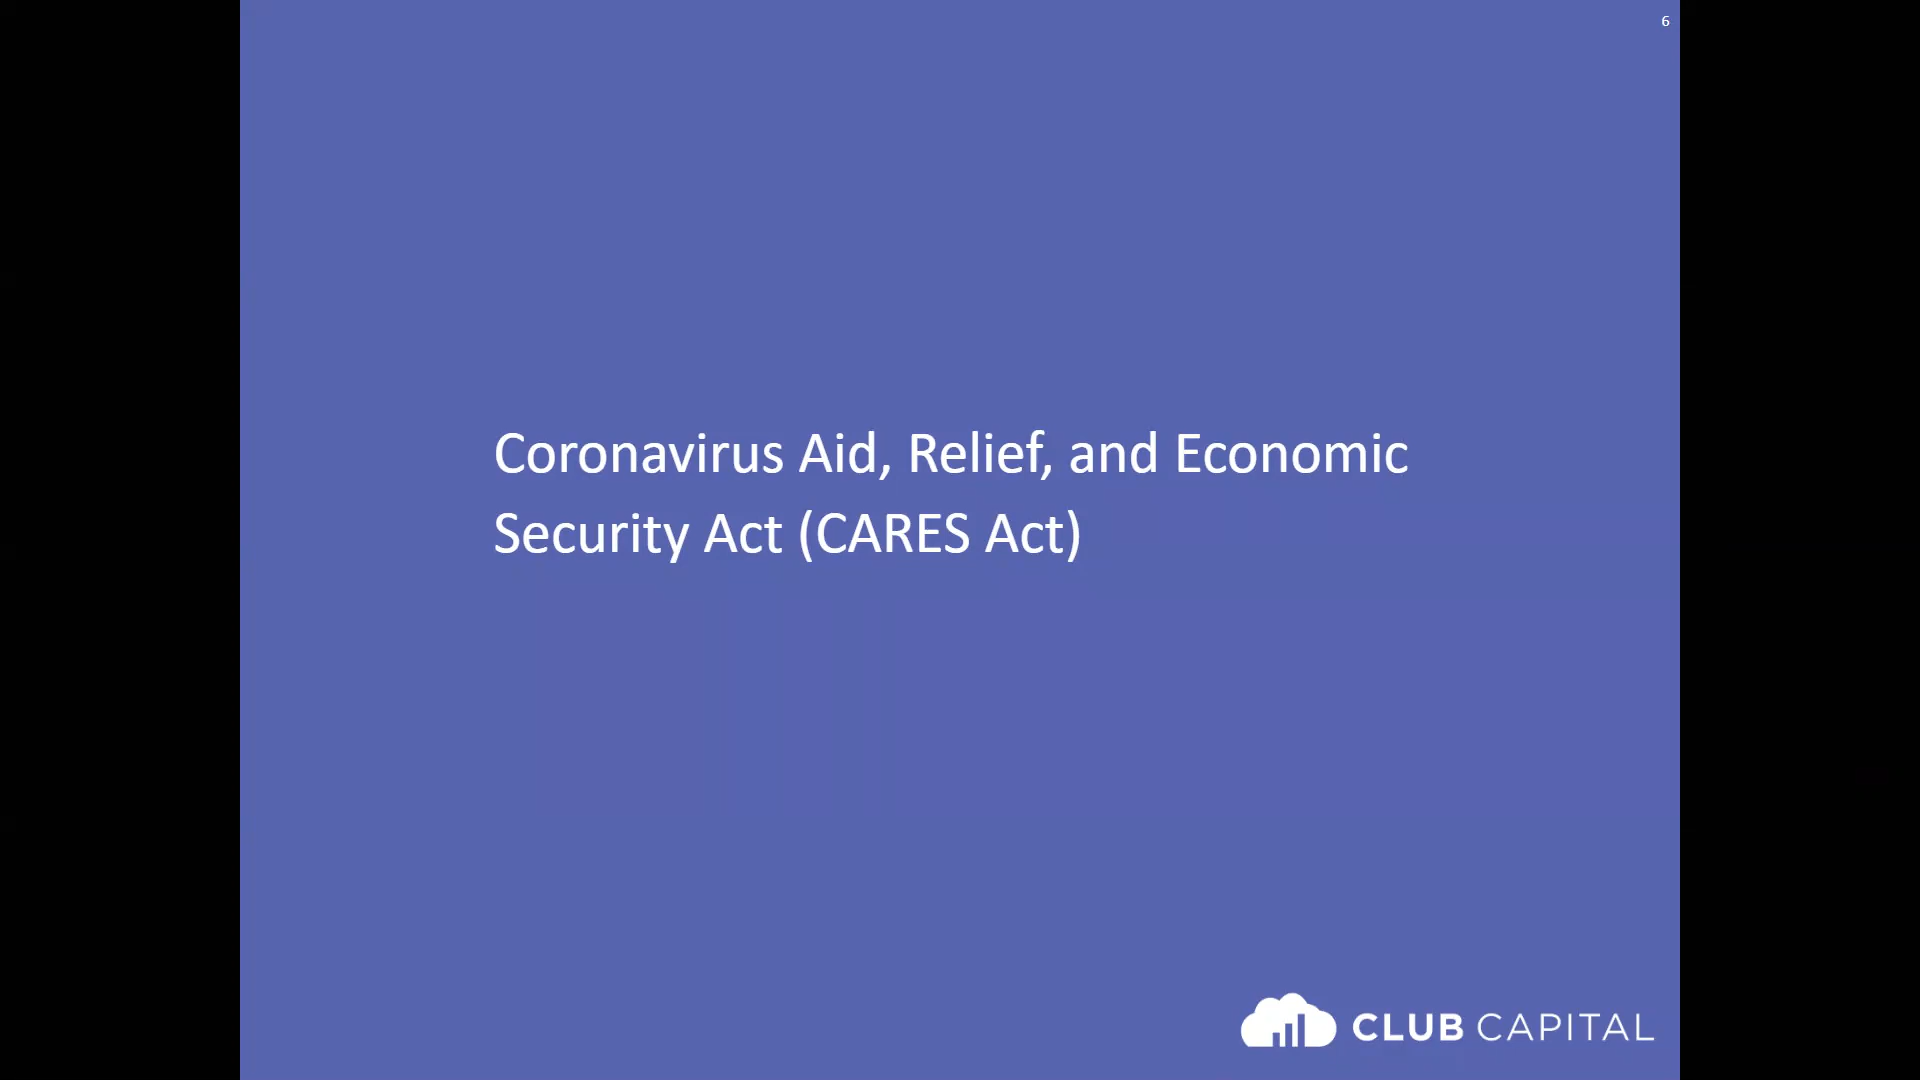 6
Coronavirus Aid, Relief, and Economic
Security Act (CARES Act)
CLUB CAPITAL